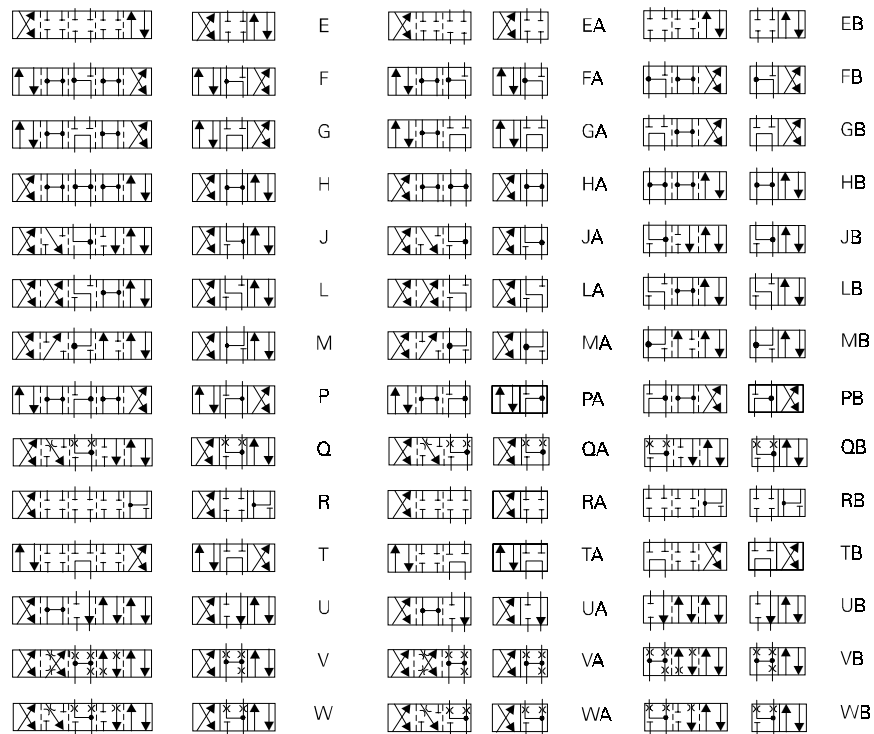 E EA EB
F FA FB
G GA GB
H HA HB
J JA JB
L LA LB
M MA MB
P PA PB
Q QA QB
R RA RB
T TA TB
U UA UB
V VA VB
W WA WB